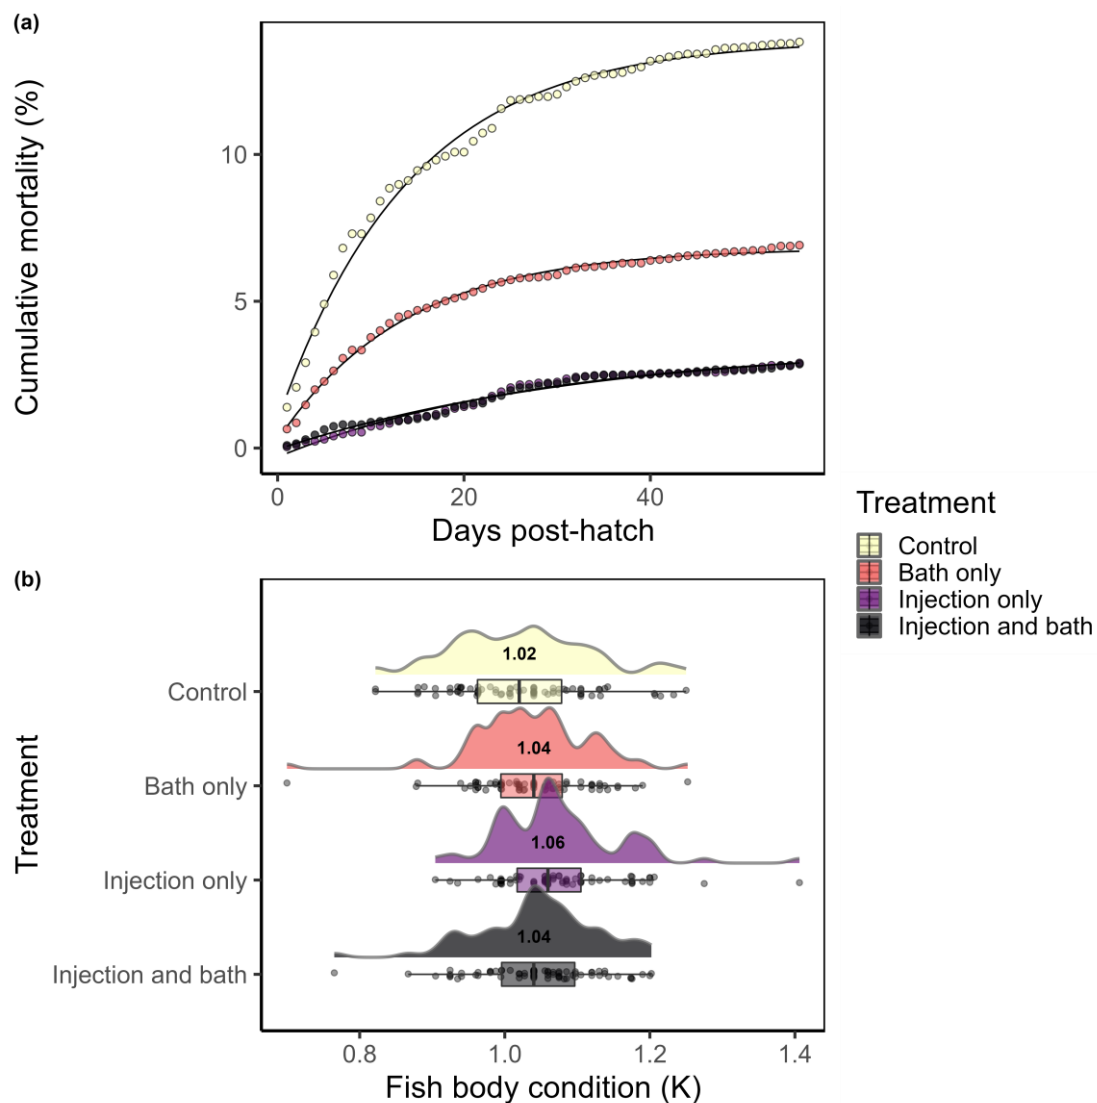 (a)
Cumulative mortality (%)
10
5
0
0 20 40
Days post-hatch
Treatment
Control
Bath only
Injection only
Injection and bath
(b)
Treatment
Control
Bath only
Injection only
Injection and bath
1.02
1.04
1.06
1.04
0.8 1.0 1.2 1.4
Fish body condition (K)